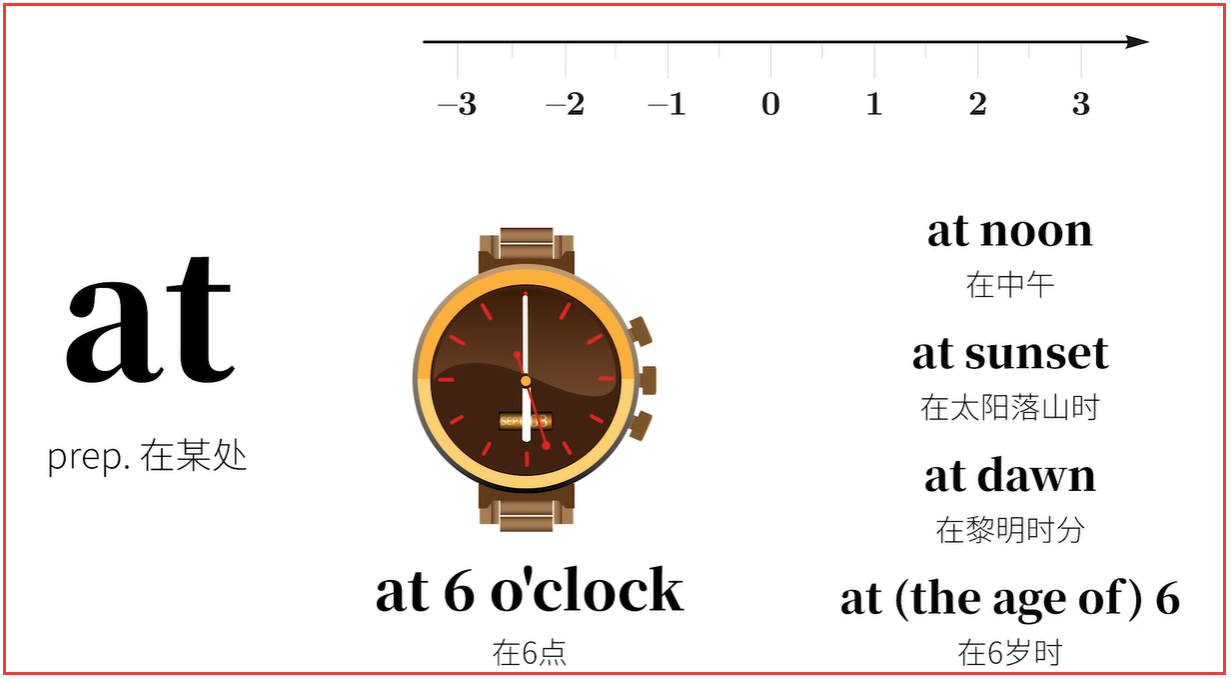 –3 –2 –1 0 1 2 3
at
prep. 在某处
at 6 o'clock
在6点
at noon
在中午
at sunset
在太阳落山时
at dawn
在黎明时分
at (the age of) 6
在6岁时